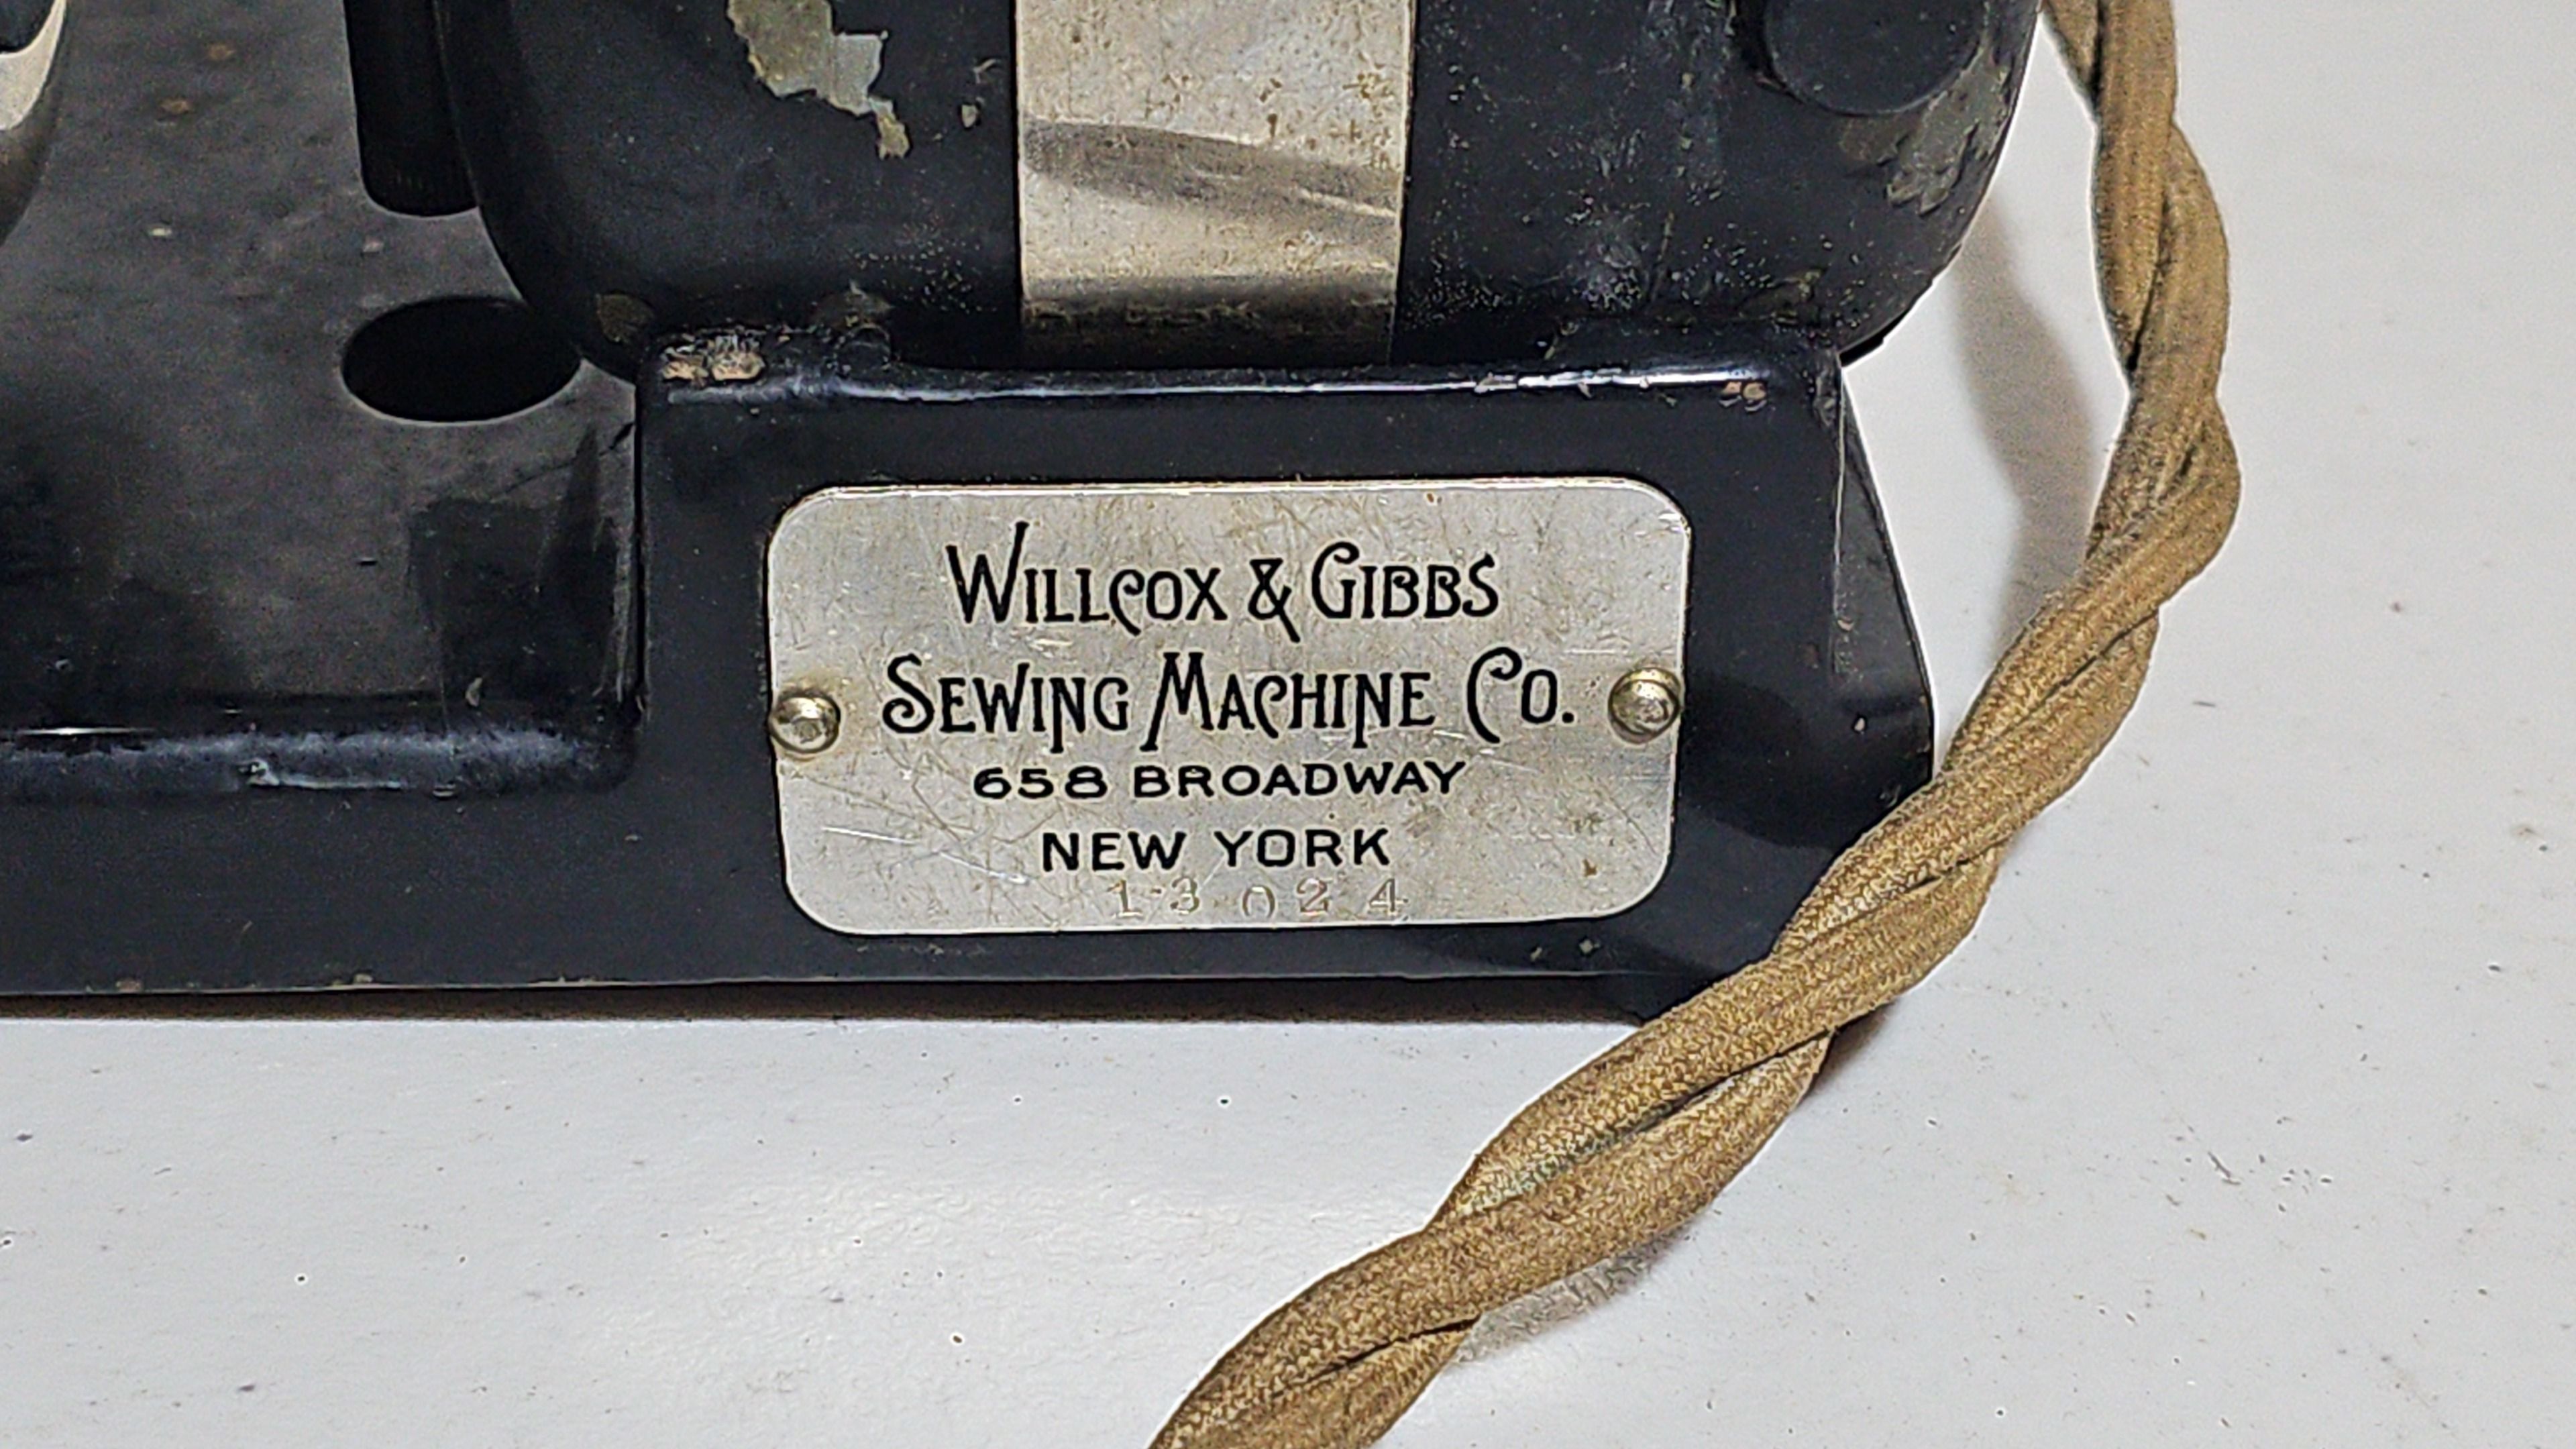 WILLCOX & GIBBS
SEWING MACHINE CO.
658 BROADWAY
NEW YORK
13024